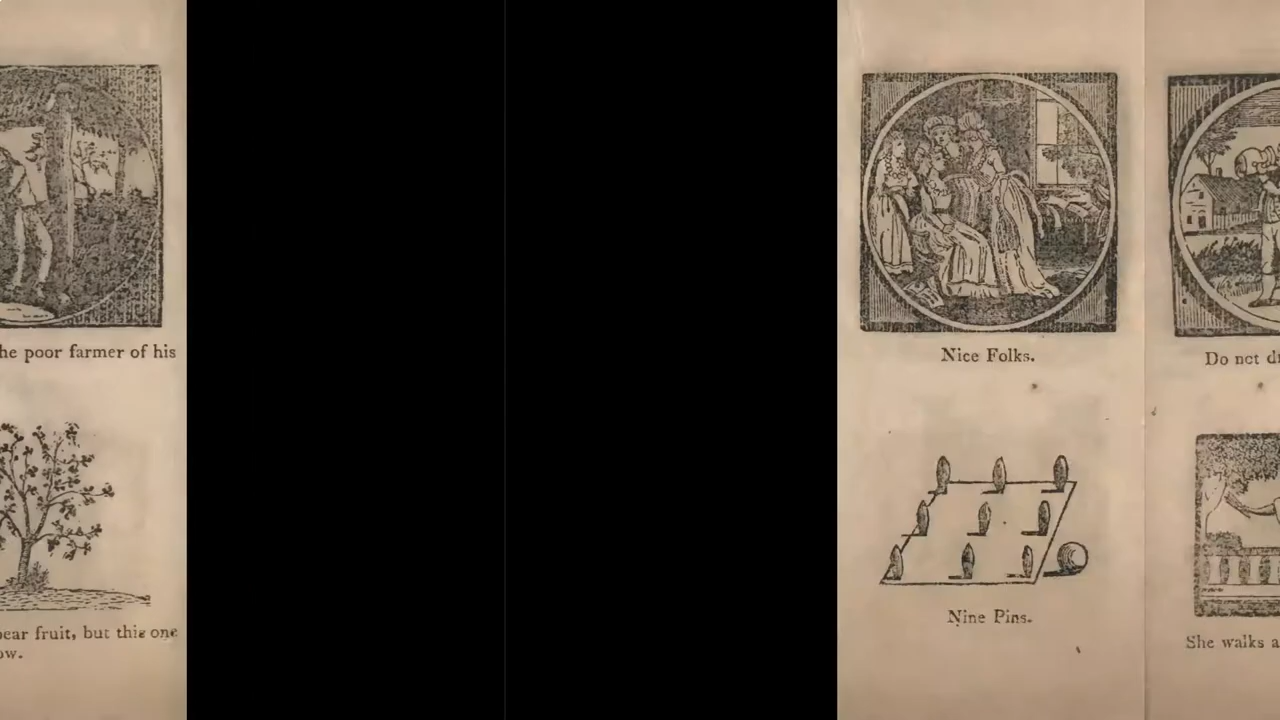 he poor farmer of his
bear fruit, but this one
ow.
Nice Folks.
Nine Pins.
Do not d
She walks a